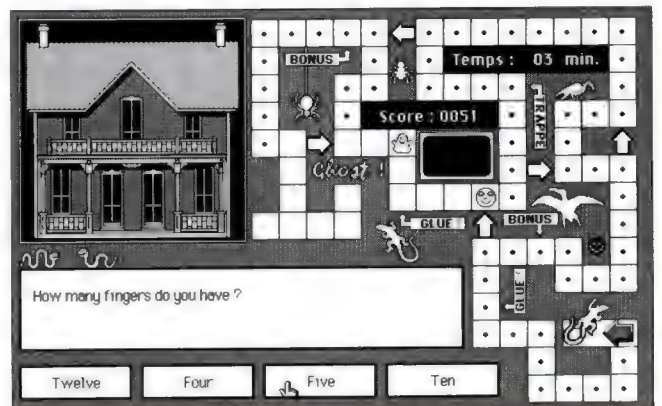 BONUS
Temps : 03 min.
TRAPPE
Score : 0051
Ghost !
GLUE
BONUS
GLUE
How many fingers do you have ?
Twelve
Four
Five
Ten